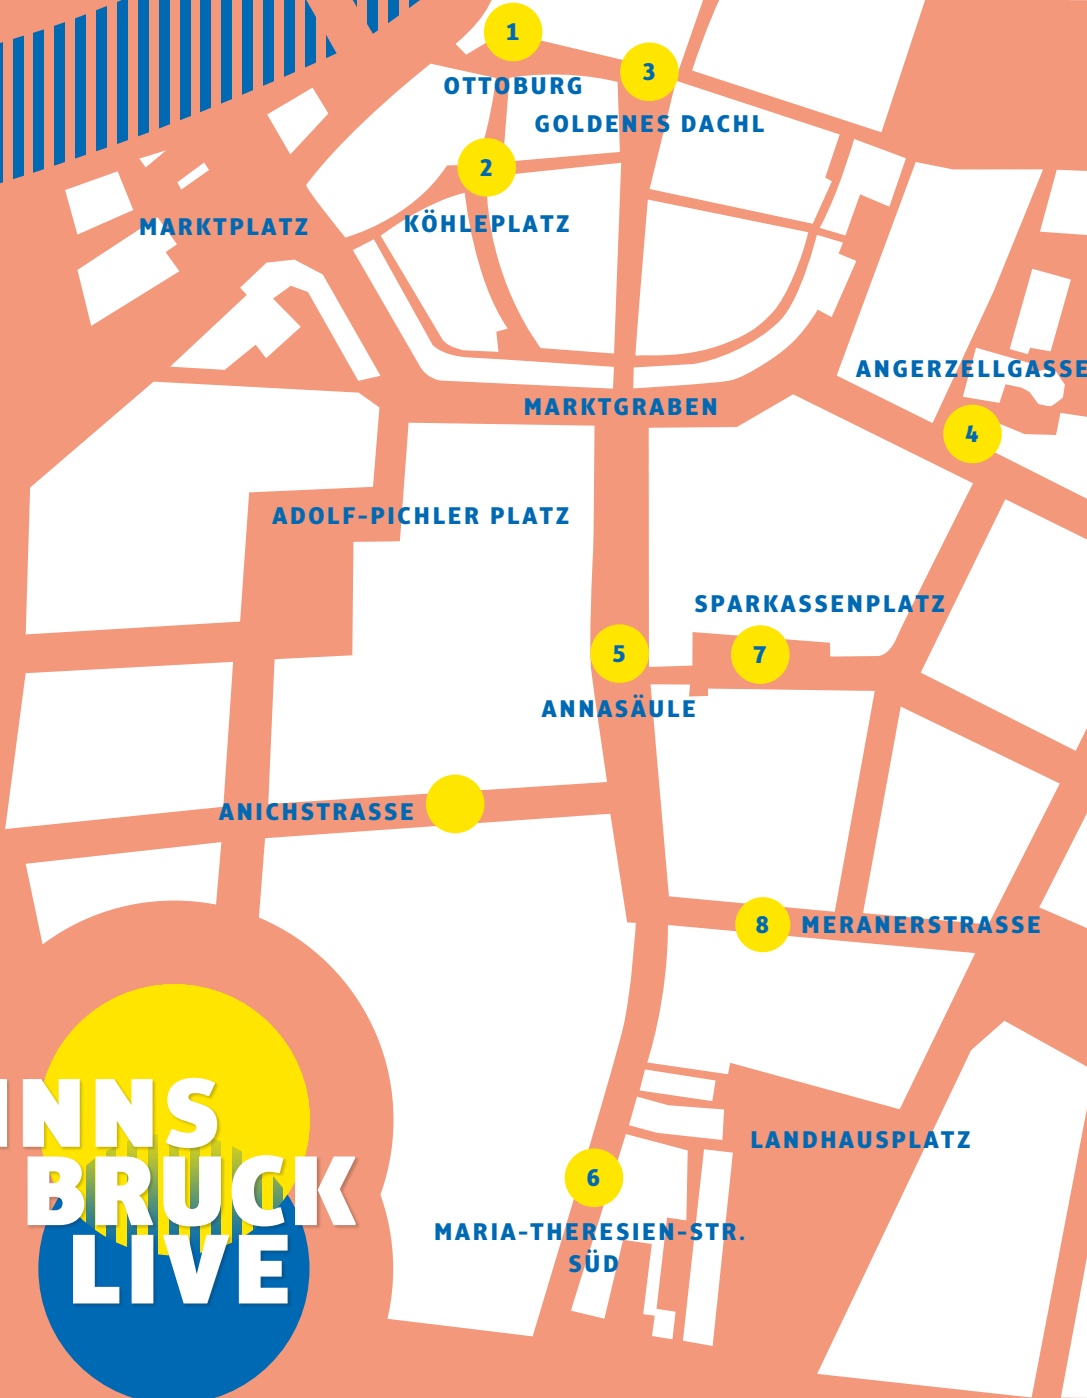 1
OTTOBURG
3
GOLDENES DACHL
2
KÖHLEPLATZ
MARKTPLATZ
ANGERZELLGASSE
MARKTGRABEN
4
ADOLF-PICHLER PLATZ
SPARKASSENPLATZ
5
7
ANNASÄULE
ANICHSTRASSE
8 MERANERSTRASSE
INNS
BRUCK
LIVE
LANDHAUSPLATZ
6
MARIA-THERESIEN-STR.
SÜD